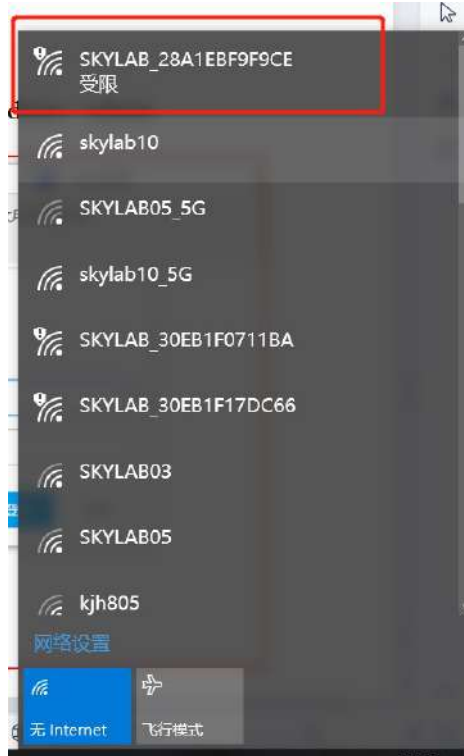 SKYLAB_28A1EBF9F9CE
受限
skylab10
SKYLAB05_5G
skylab10_5G
SKYLAB_30EB1F0711BA
SKYLAB_30EB1F17DC66
SKYLAB03
SKYLAB05
kjh805
网络设置
无 Internet
飞行模式